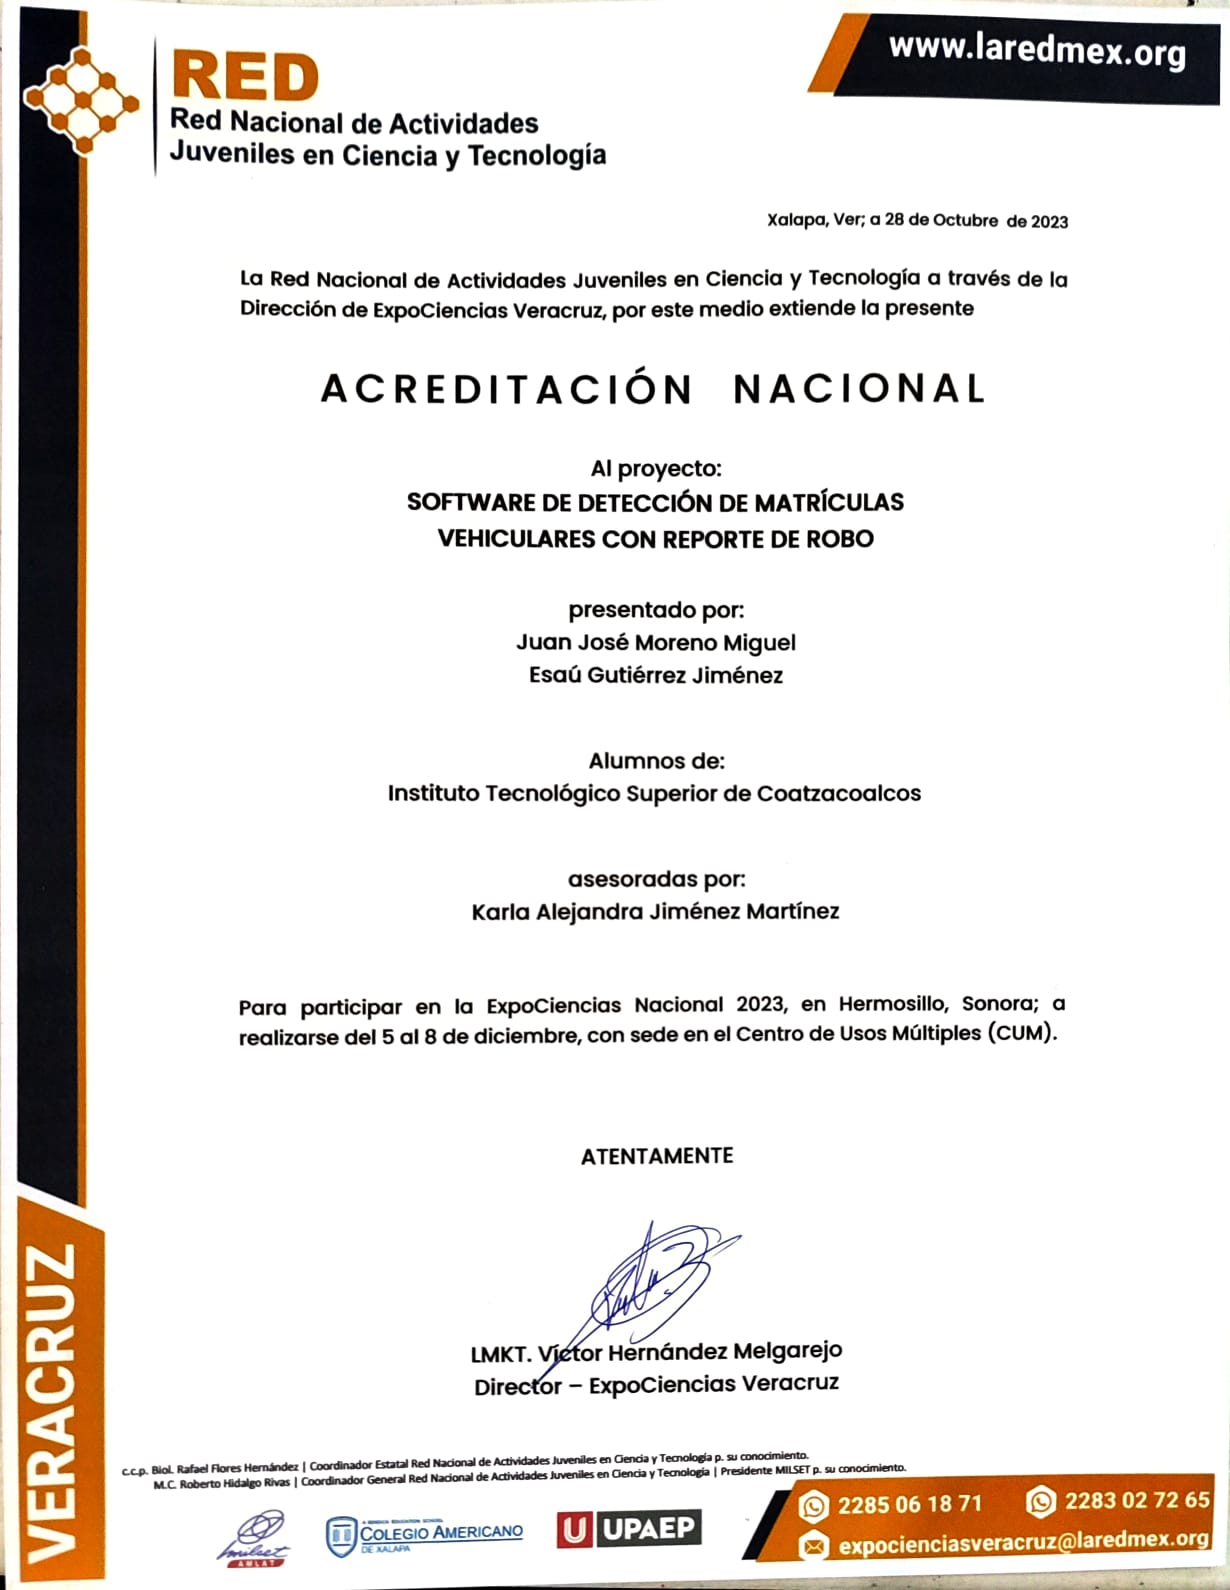 www.laredmex.org
RED
Red Nacional de Actividades
Juveniles en Ciencia y Tecnología
Xalapa, Ver; a 28 de Octubre de 2023
La Red Nacional de Actividades Juveniles en Ciencia y Tecnología a través de la
Dirección de ExpoCiencias Veracruz, por este medio extiende la presente
ACREDITACIÓN NACIONAL
Al proyecto:
SOFTWARE DE DETECCIÓN DE MATRÍCULAS
VEHICULARES CON REPORTE DE ROBO
presentado por:
Juan José Moreno Miguel
Esaú Gutiérrez Jiménez
Alumnos de:
Instituto Tecnológico Superior de Coatzacoalcos
asesoradas por:
Karla Alejandra Jiménez Martínez
Para participar en la ExpoCiencias Nacional 2023, en Hermosillo, Sonora; a
realizarse del 5 al 8 de diciembre, con sede en el Centro de Usos Múltiples (CUM).
ATENTAMENTE
LMKT. Víctor Hernández Melgarejo
Director – ExpoCiencias Veracruz
VERACRUZ
c.c.p. Biol. Rafael Flores Hernández | Coordinador Estatal Red Nacional de Actividades Juveniles en Ciencia y Tecnología p. su conocimiento.
M.C. Roberto Hidalgo Rivas | Coordinador General Red Nacional de Actividades Juveniles en Ciencia y Tecnologia | Presidente MILSET p. su conocimiento.
milset
AMLAT
COLEGIO AMERICANO
DE XALAPA
U UPAEP
2285 06 18 71
2283 02 72 65
expocienciasveracruz@laredmex.org